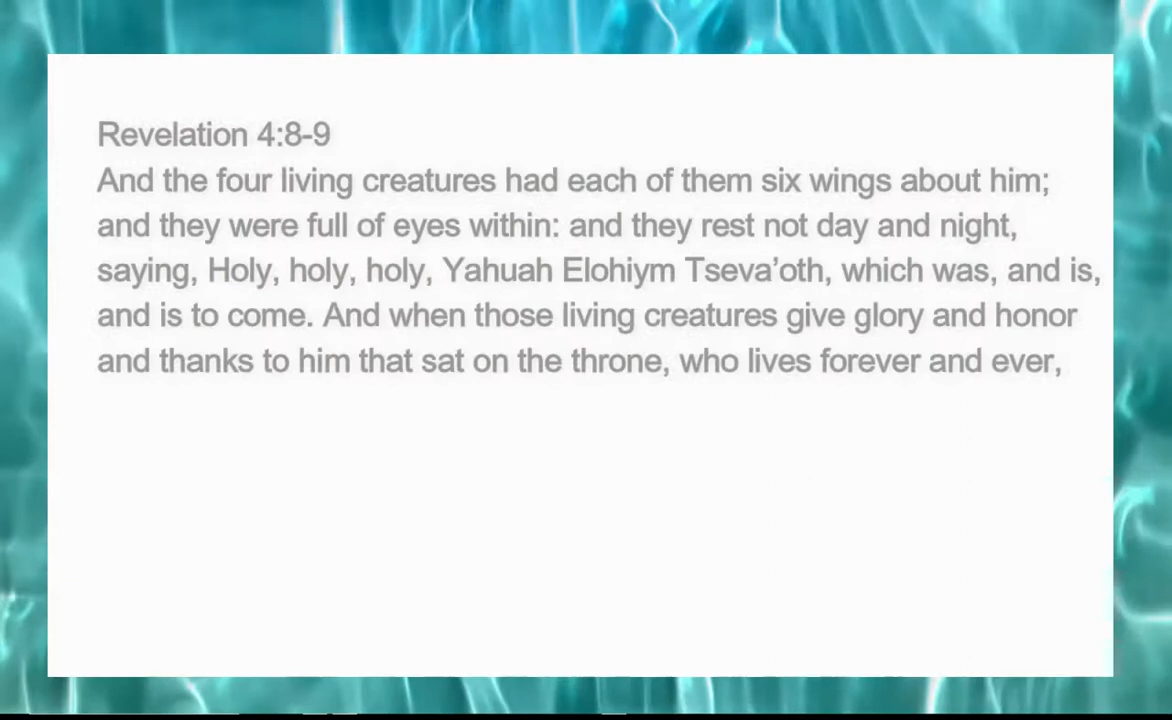 Revelation 4:8-9
And the four living creatures had each of them six wings about him;
and they were full of eyes within: and they rest not day and night,
saying, Holy, holy, holy, Yahuah Elohiym Tseva’oth, which was, and is,
and is to come. And when those living creatures give glory and honor
and thanks to him that sat on the throne, who lives forever and ever,